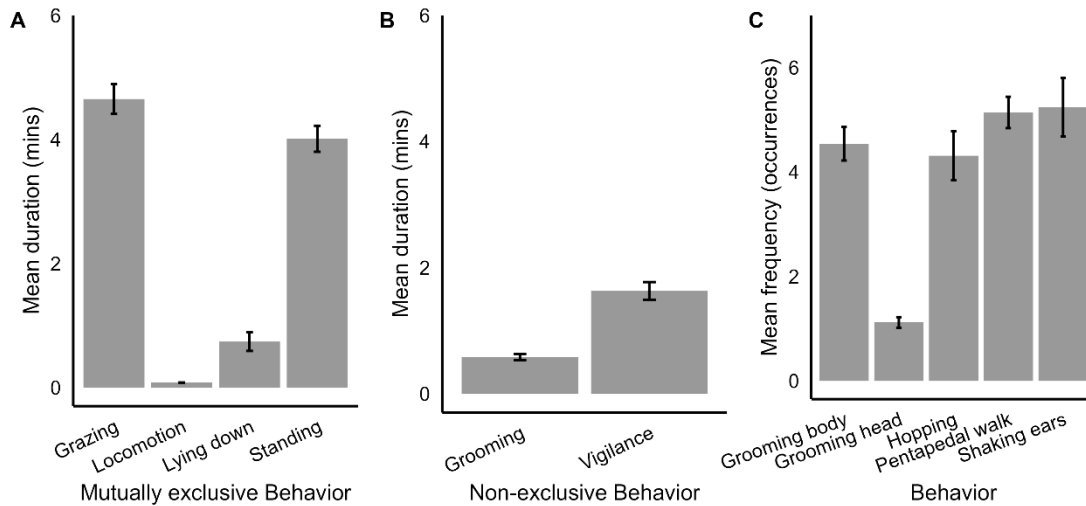 A
Mean duration (mins)
6
4
2
0
Grazing
Locomotion
Lying down
Standing
Mutually exclusive Behavior
B
Mean duration (mins)
6
4
2
0
Grooming
Vigilance
Non-exclusive Behavior
C
Mean frequency (occurrences)
6
4
2
0
Grooming body
Grooming head
Hopping
Pentapedal walk
Shaking ears
Behavior